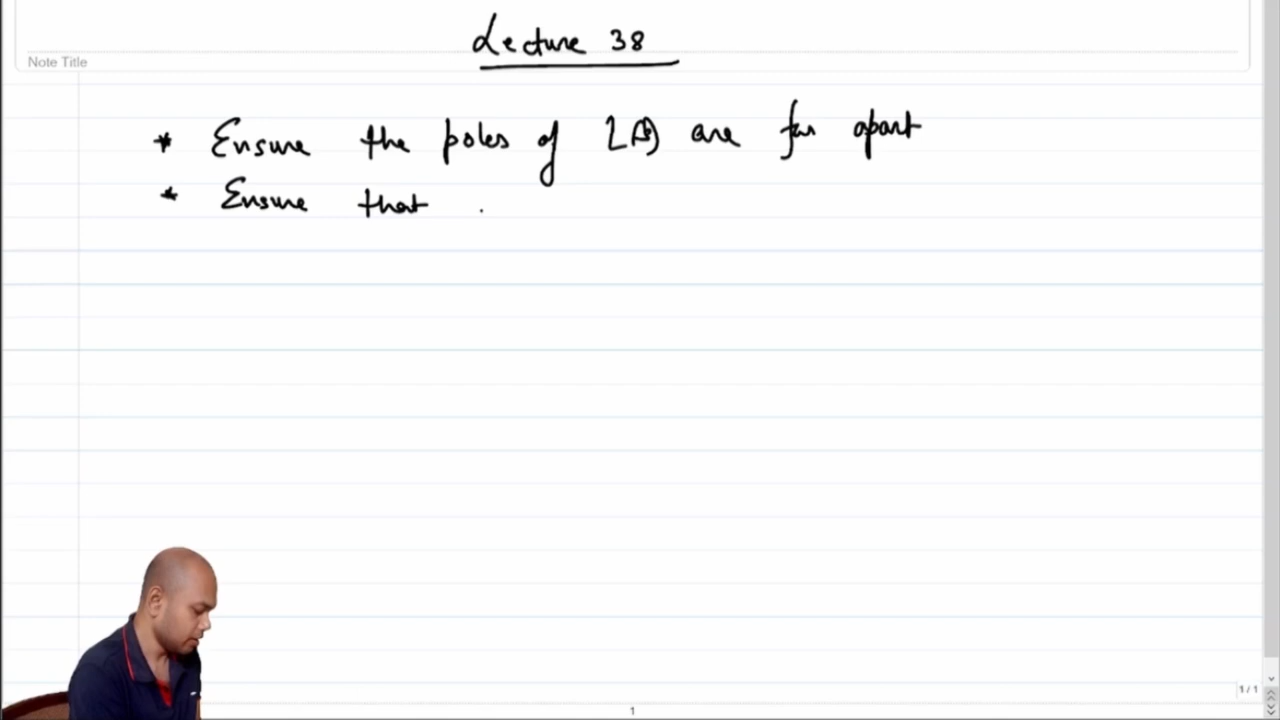 Lecture 38
Note Title
* Ensure the poles of L(s) are far apart
* Ensure that
1/1
1